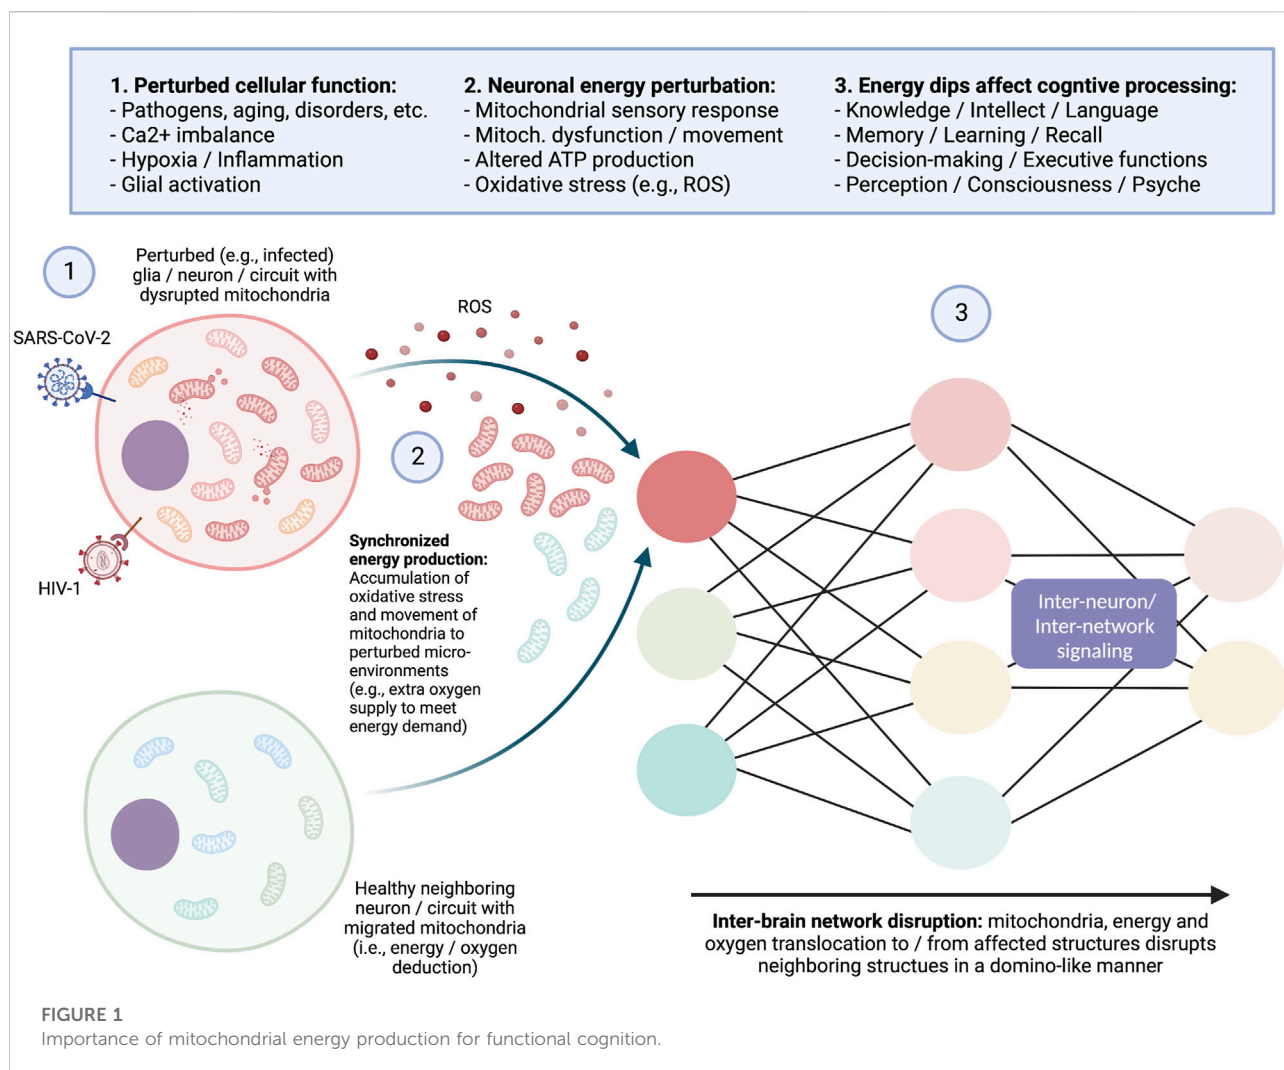 1. Perturbed cellular function:
- Pathogens, aging, disorders, etc.
- Ca2+ imbalance
- Hypoxia / Inflammation
- Glial activation
2. Neuronal energy perturbation:
- Mitochondrial sensory response
- Mitoch. dysfunction / movement
- Altered ATP production
- Oxidative stress (e.g., ROS)
3. Energy dips affect cogntive processing:
- Knowledge / Intellect / Language
- Memory / Learning / Recall
- Decision-making / Executive functions
- Perception / Consciousness / Psyche
1
Perturbed (e.g., infected)
glia / neuron / circuit with
dysrupted mitochondria
SARS-CoV-2
HIV-1
ROS
2
Synchronized
energy production:
Accumulation of
oxidative stress
and movement of
mitochondria to
perturbed micro-
environments
(e.g., extra oxygen
supply to meet
energy demand)
Healthy neighboring
neuron / circuit with
migrated mitochondria
(i.e., energy / oxygen
deduction)
3
Inter-neuron/
Inter-network
signaling
Inter-brain network disruption: mitochondria, energy and
oxygen translocation to / from affected structures disrupts
neighboring structues in a domino-like manner
FIGURE 1
Importance of mitochondrial energy production for functional cognition.